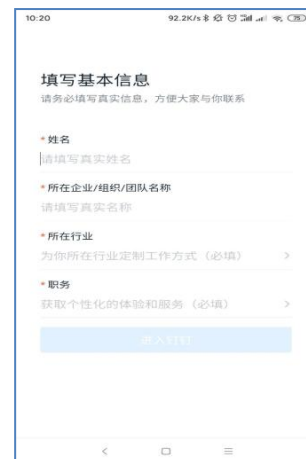 10:20 92.2K/s 75
填写基本信息
请务必填写真实信息，方便大家与你联系
*姓名
请填写真实姓名
*所在企业/组织/团队名称
请填写真实名称
*所在行业
为你所在行业定制工作方式（必填）
*职务
获取个性化的体验和服务（必填）
进入钉钉